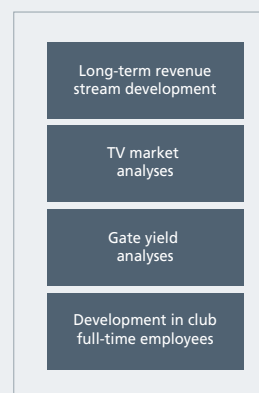 Long-term revenue
stream development
TV market
analyses
Gate yield
analyses
Development in club
full-time employees